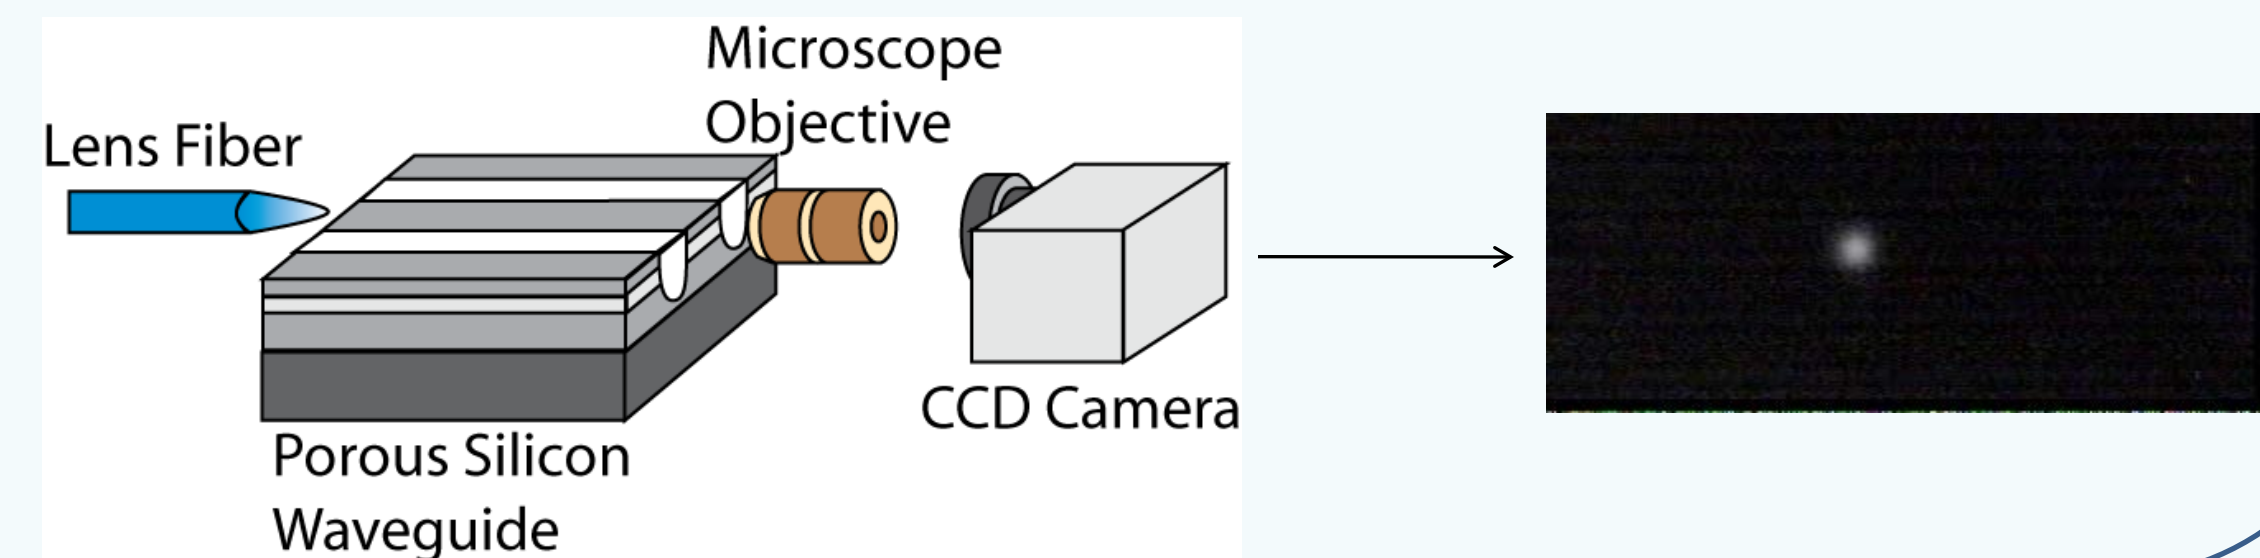 Microscope
Objective
Lens Fiber
CCD Camera
Porous Silicon
Waveguide